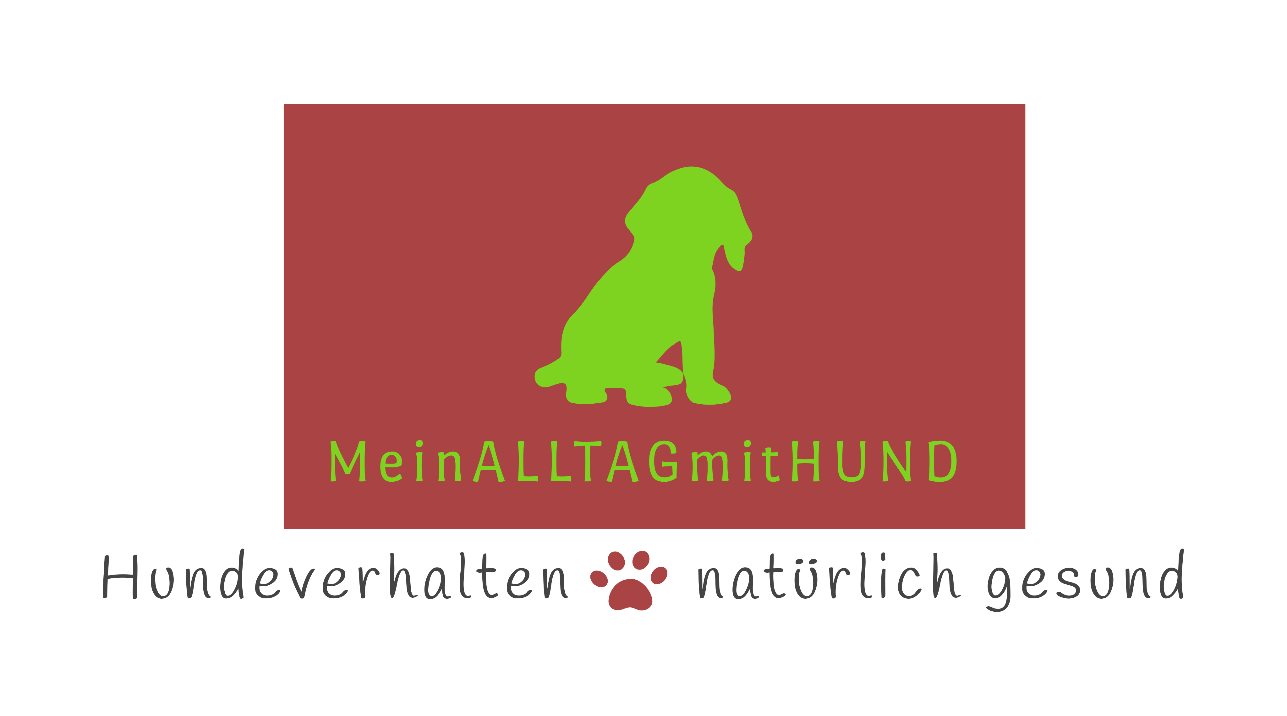 MeinALLTAGmitHUND
Hundeverhalten natürlich gesund